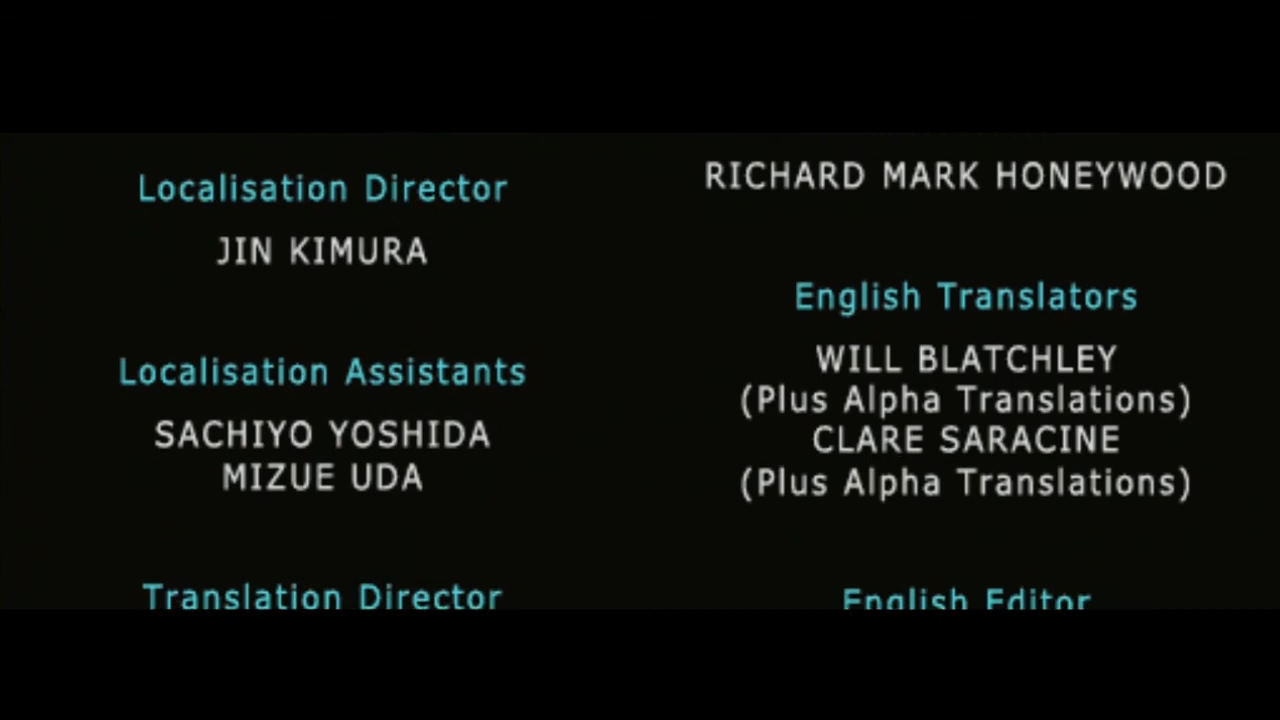 Localisation Director
JIN KIMURA
Localisation Assistants
SACHIYO YOSHIDA
MIZUE UDA
Translation Director
RICHARD MARK HONEYWOOD
English Translators
WILL BLATCHLEY
(Plus Alpha Translations)
CLARE SARACINE
(Plus Alpha Translations)
English Editor